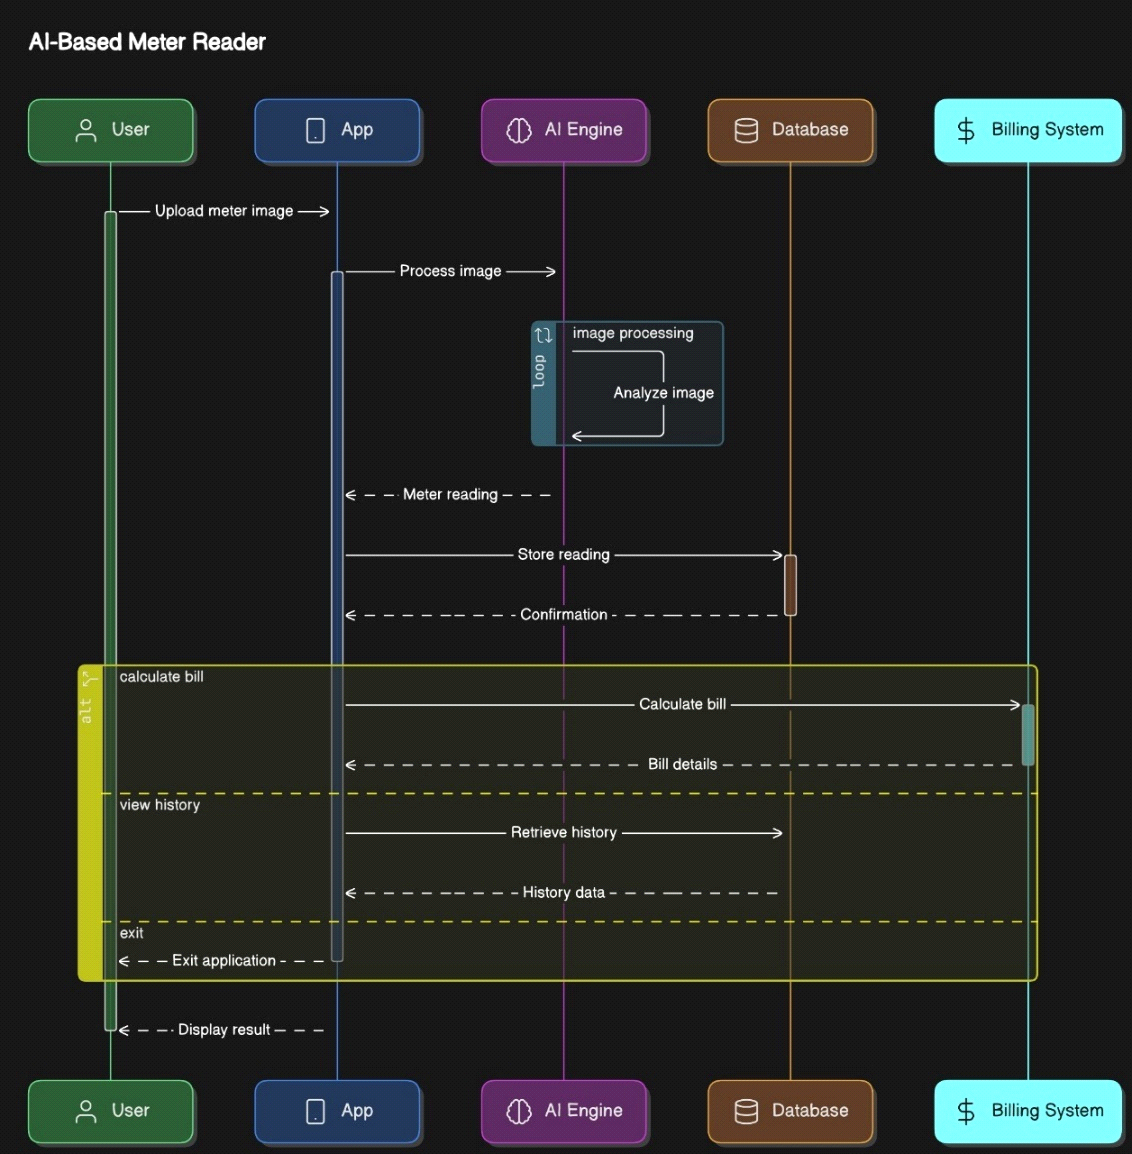 AI-Based Meter Reader
User
App
AI Engine
Database
Billing System
Upload meter image
Process image
loop
image processing
Analyze image
Meter reading
Store reading
Confirmation
alt
calculate bill
Calculate bill
Bill details
view history
Retrieve history
History data
exit
Exit application
Display result
User
App
AI Engine
Database
Billing System